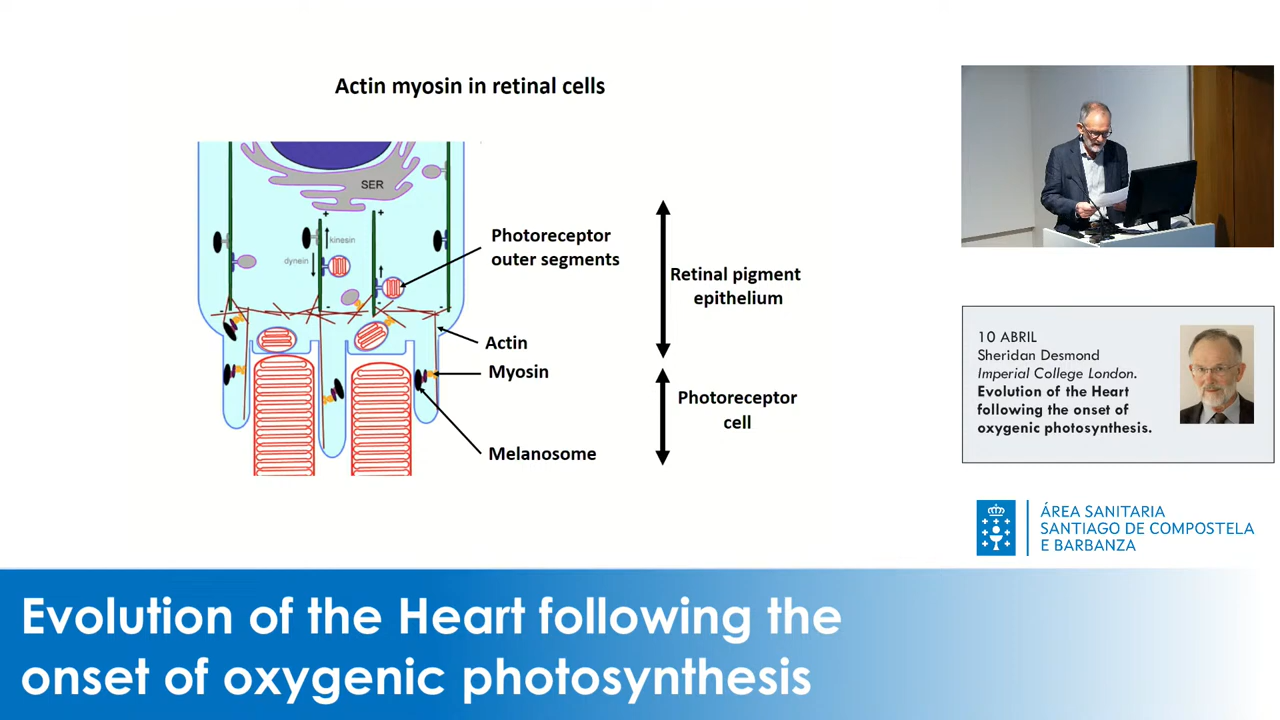 Actin myosin in retinal cells
SER
+
+
kinesin
dynein
-
-
-
-
Photoreceptor
outer segments
Actin
Myosin
Melanosome
Retinal pigment
epithelium
Photoreceptor
cell
10 ABRIL
Sheridan Desmond
Imperial College London.
Evolution of the Heart
following the onset of
oxygenic photosynthesis.
ÁREA SANITARIA
SANTIAGO DE COMPOSTELA
E BARBANZA
Evolution of the Heart following the
onset of oxygenic photosynthesis